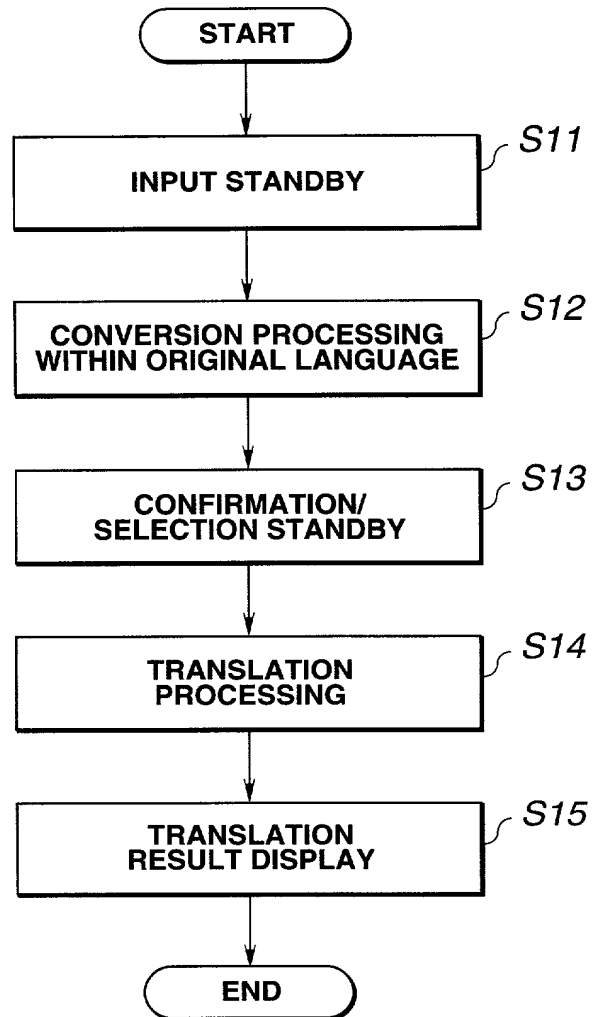 START
S11
INPUT STANDBY
S12
CONVERSION PROCESSING
WITHIN ORIGINAL LANGUAGE
S13
CONFIRMATION/
SELECTION STANDBY
S14
TRANSLATION
PROCESSING
S15
TRANSLATION
RESULT DISPLAY
END